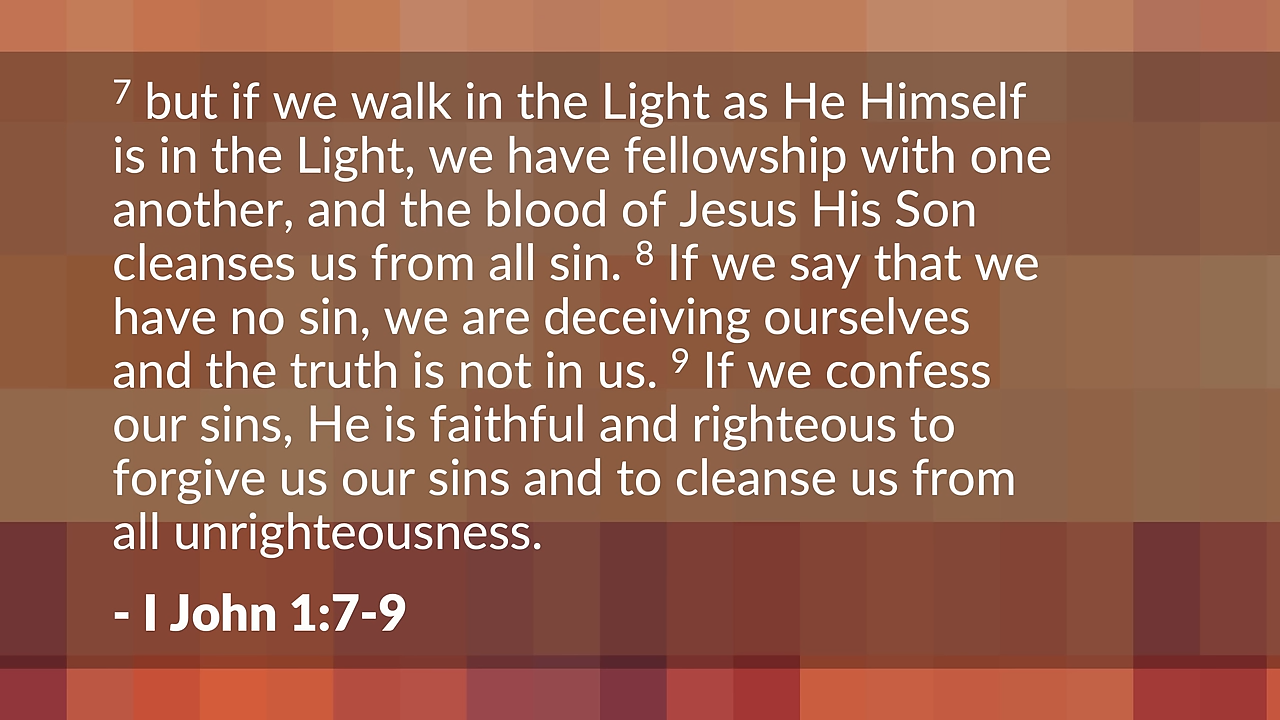 7 but if we walk in the Light as He Himself
is in the Light, we have fellowship with one
another, and the blood of Jesus His Son
cleanses us from all sin. 8 If we say that we
have no sin, we are deceiving ourselves
and the truth is not in us. 9 If we confess
our sins, He is faithful and righteous to
forgive us our sins and to cleanse us from
all unrighteousness.
- I John 1:7-9